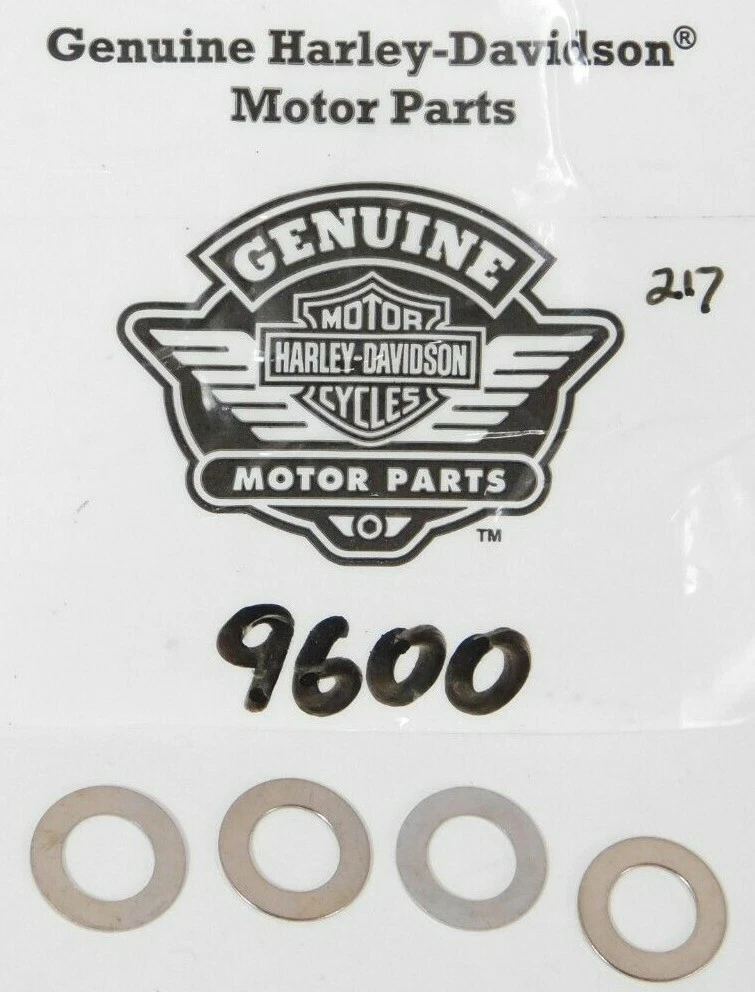 Genuine Harley-Davidson®
Motor Parts
GENUINE
217
MOTOR
HARLEY-DAVIDSON
CYCLES
MOTOR PARTS
TM
9600